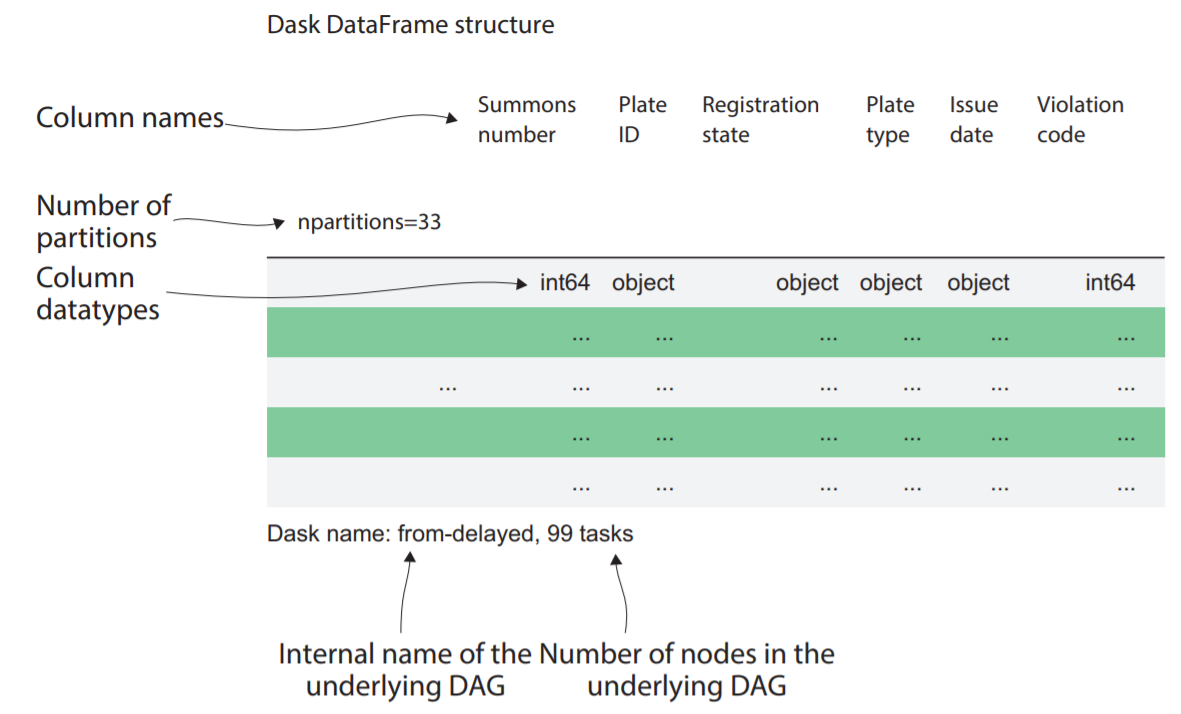 Dask DataFrame structure
Column names
Summons Plate Registration Plate Issue Violation
number ID state type date code
Number of
partitions
npartitions=33
Column
datatypes
int64 object object object object int64
... ... ... ... ... ...
... ... ... ... ... ... ...
... ... ... ... ... ...
... ... ... ... ... ...
Dask name: from-delayed, 99 tasks
Internal name of the
underlying DAG
Number of nodes in the
underlying DAG